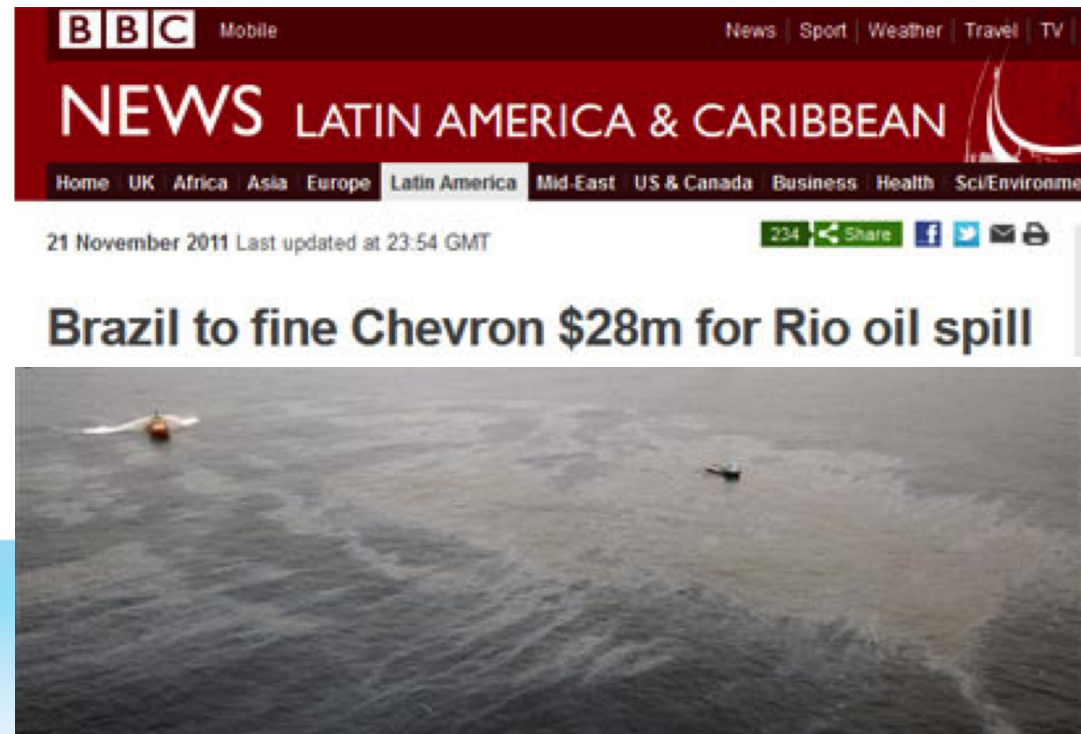 BBC Mobile News Sport Weather Travel TV
NEWS LATIN AMERICA & CARIBBEAN
Home UK Africa Asia Europe Latin America Mid-East US & Canada Business Health Sci/Environme
21 November 2011 Last updated at 23:54 GMT 234 Share
Brazil to fine Chevron $28m for Rio oil spill